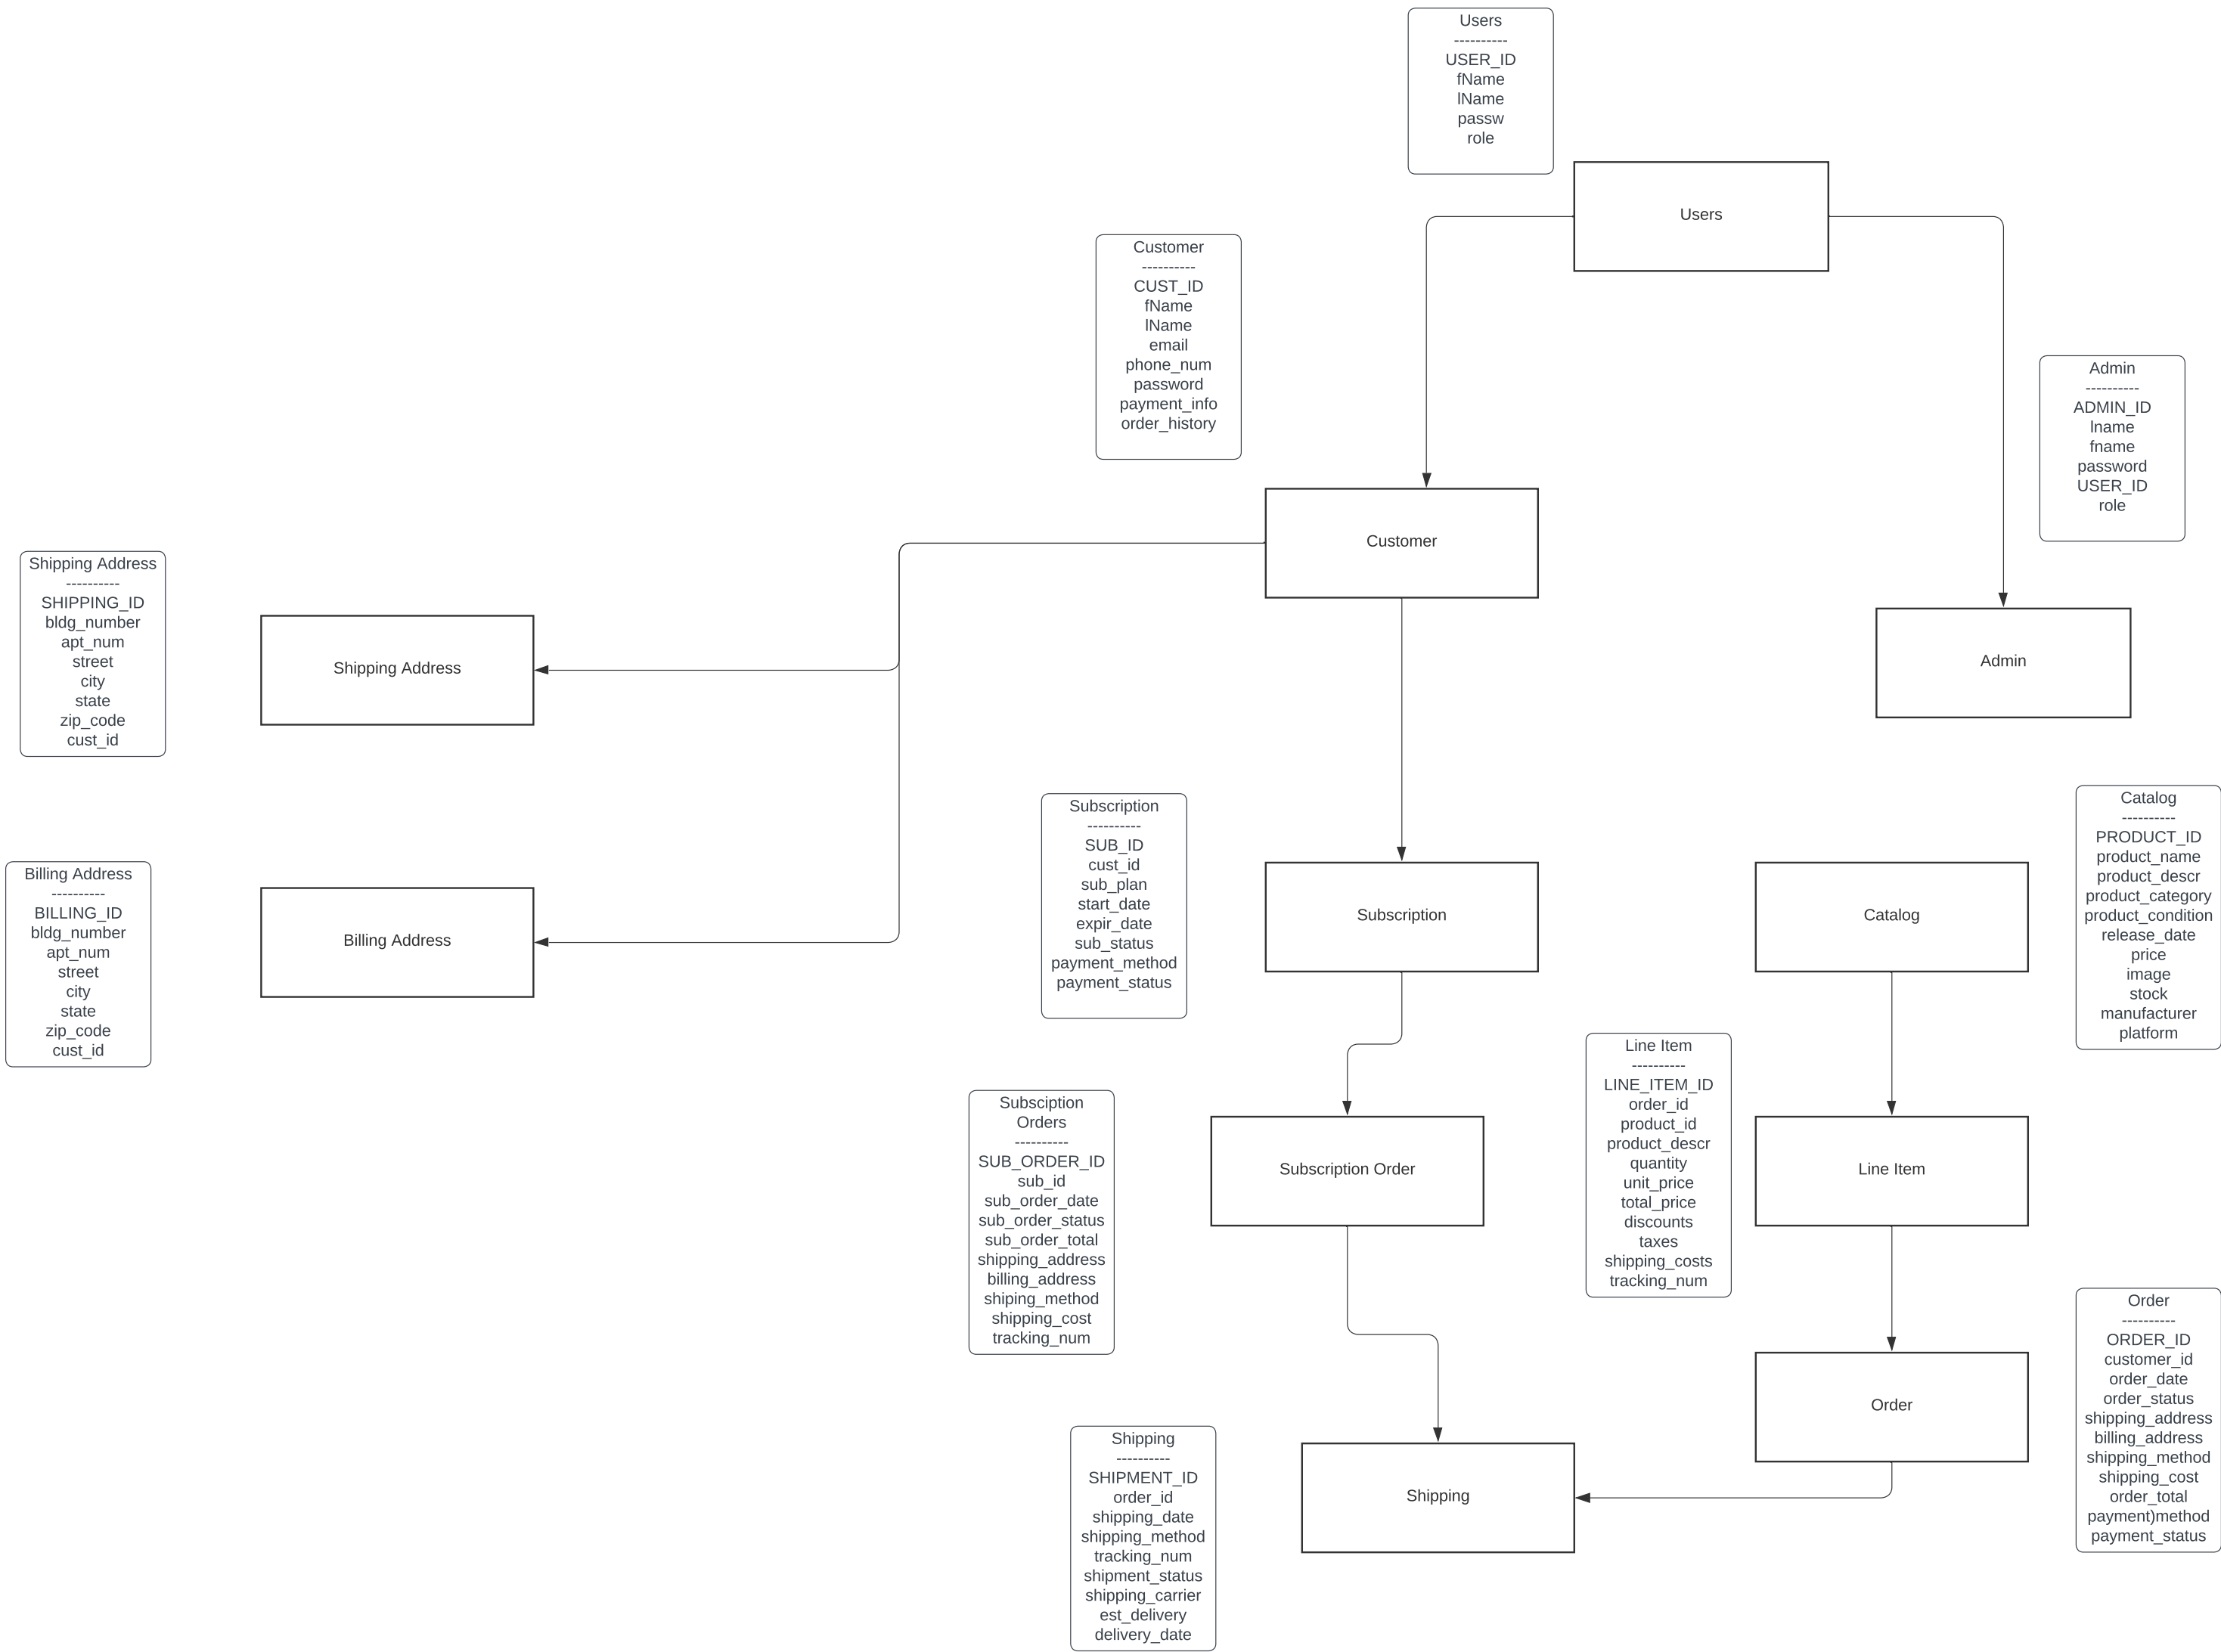 Users
----------
USER_ID
fName
lName
passw
role
Users
Customer
----------
CUST_ID
fName
lName
email
phone_num
password
payment_info
order_history
Admin
----------
ADMIN_ID
lname
fname
password
USER_ID
role
Customer
Shipping Address
----------
SHIPPING_ID
bldg_number
apt_num
street
city
state
zip_code
cust_id
Shipping Address
Admin
Billing Address
----------
BILLING_ID
bldg_number
apt_num
street
city
state
zip_code
cust_id
Billing Address
Subscription
----------
SUB_ID
cust_id
sub_plan
start_date
expir_date
sub_status
payment_method
payment_status
Subscription
Catalog
Catalog
----------
PRODUCT_ID
product_name
product_descr
product_category
product_condition
release_date
price
image
stock
manufacturer
platform
Subsciption
Orders
----------
SUB_ORDER_ID
sub_id
sub_order_date
sub_order_status
sub_order_total
shipping_address
billing_address
shiping_method
shipping_cost
tracking_num
Subscription Order
Line Item
----------
LINE_ITEM_ID
order_id
product_id
product_descr
quantity
unit_price
total_price
discounts
taxes
shipping_costs
tracking_num
Line Item
Order
Order
----------
ORDER_ID
customer_id
order_date
order_status
shipping_address
billing_address
shipping_method
shipping_cost
order_total
payment)method
payment_status
Shipping
----------
SHIPMENT_ID
order_id
shipping_date
shipping_method
tracking_num
shipment_status
shipping_carrier
est_delivery
delivery_date
Shipping